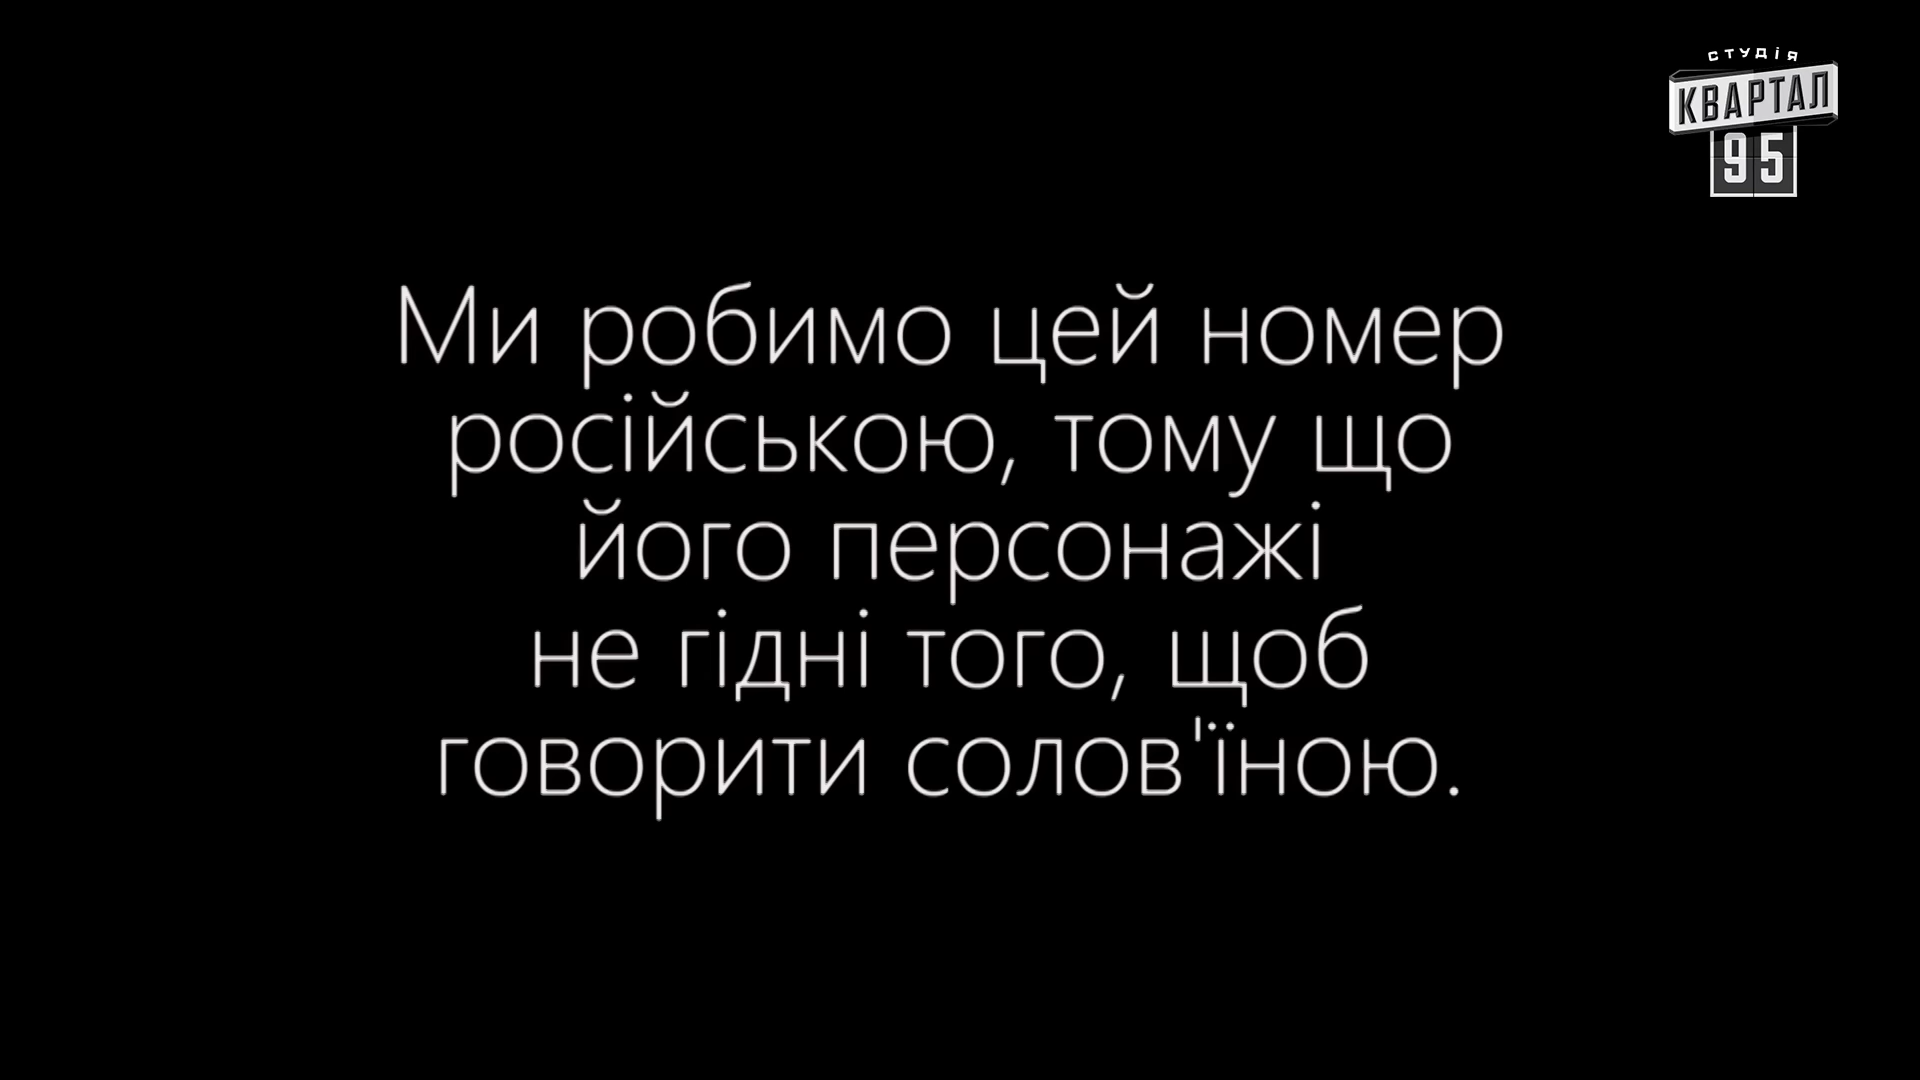 СТУДІЯ
КВАРТАЛ
95
Ми робимо цей номер
російською, тому що
його персонажі
не гідні того, щоб
говорити солов'їною.